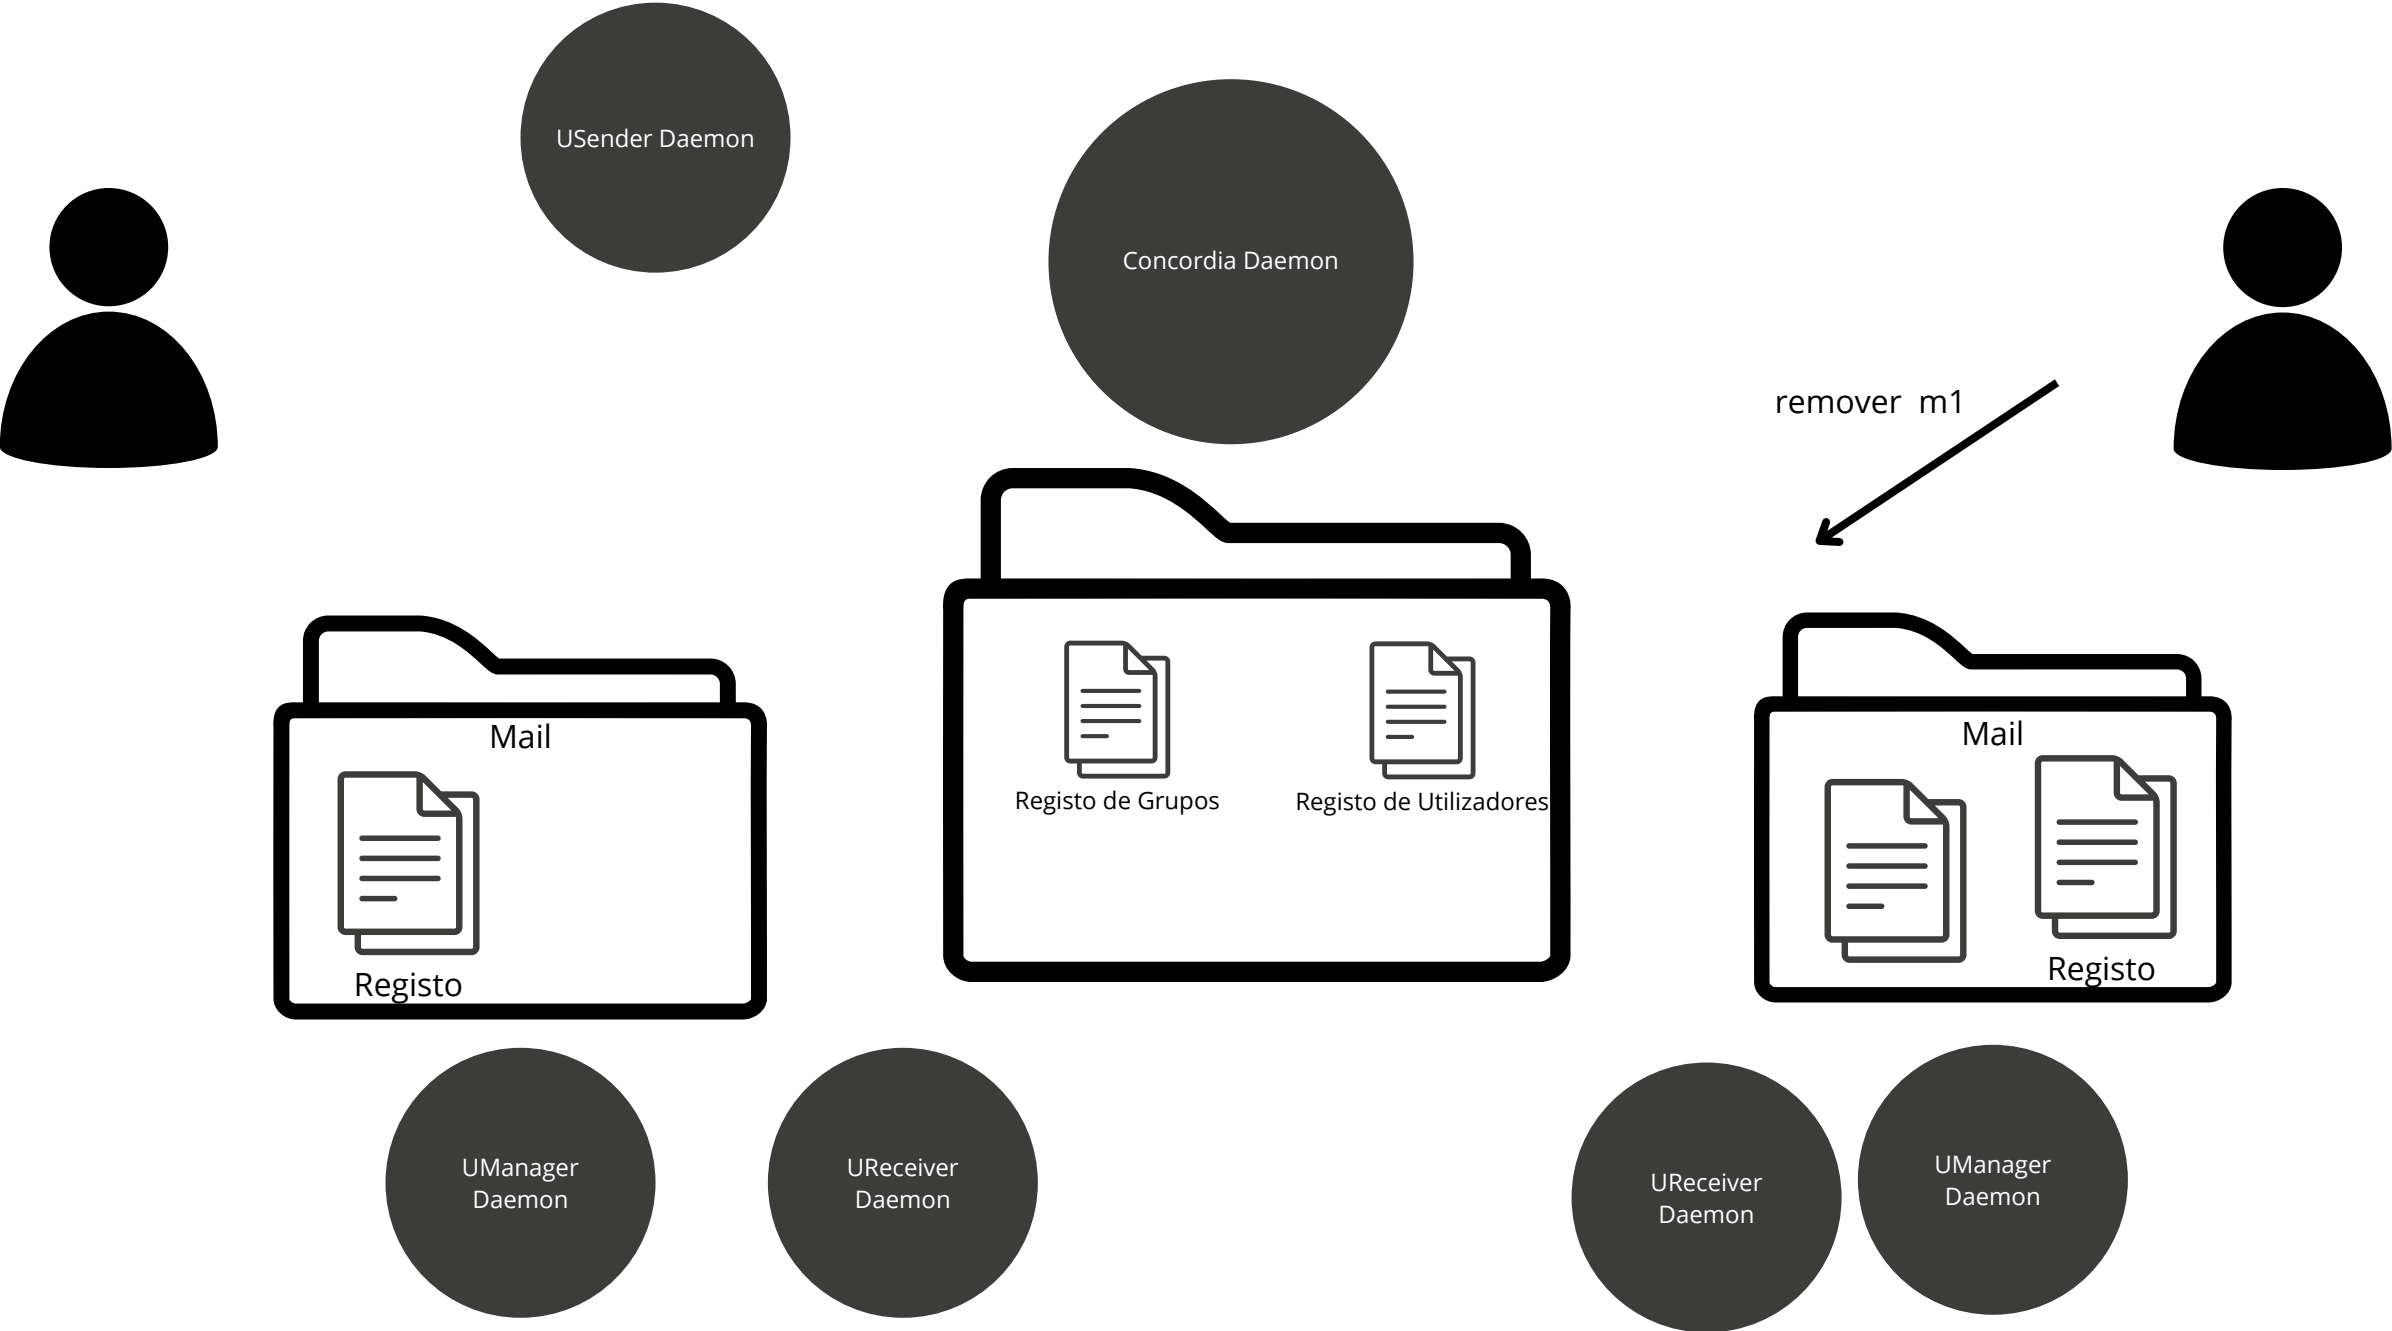 USender Daemon
Concordia Daemon
remover  m1
Mail
Registo
Registo de Grupos
Registo de Utilizadores
Mail
Registo
UManager
Daemon
UReceiver
Daemon
UReceiver
Daemon
UManager
Daemon